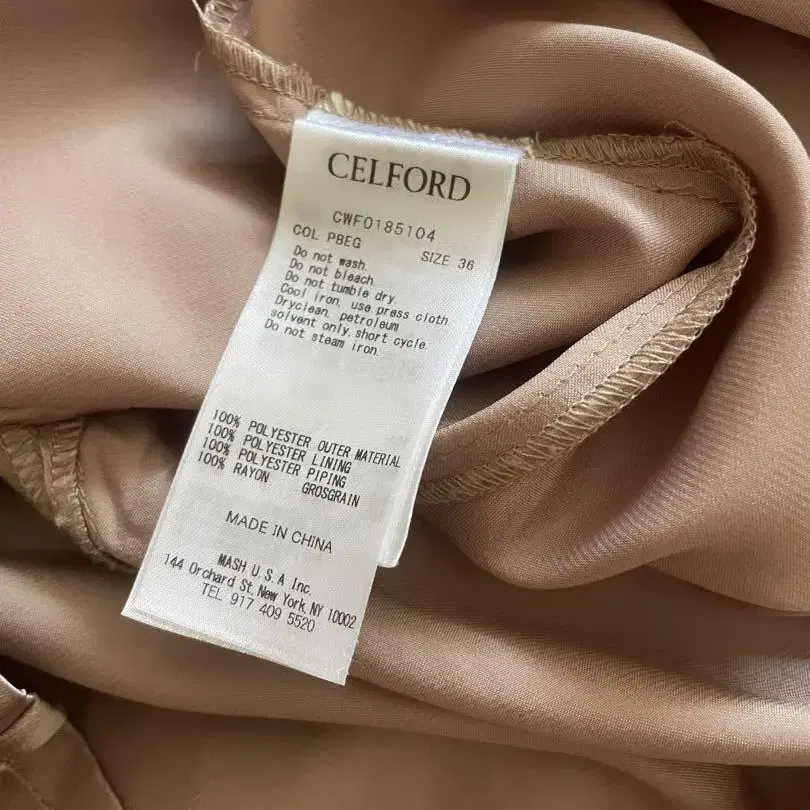 CELFORD
CWF0185104
COL PBEG SIZE 36
Do not wash.
Do not bleach.
Do not tumble dry.
Cool iron, use press cloth.
Dryclean, petroleum
solvent only, short cycle.
Do not steam iron.
100% POLYESTER OUTER MATERIAL
100% POLYESTER LINING
100% POLYESTER PIPING
100% RAYON GROSGRAIN
MADE IN CHINA
MASH U.S.A Inc.
144 Orchard St, New York, NY 10002
TEL 917 409 5520